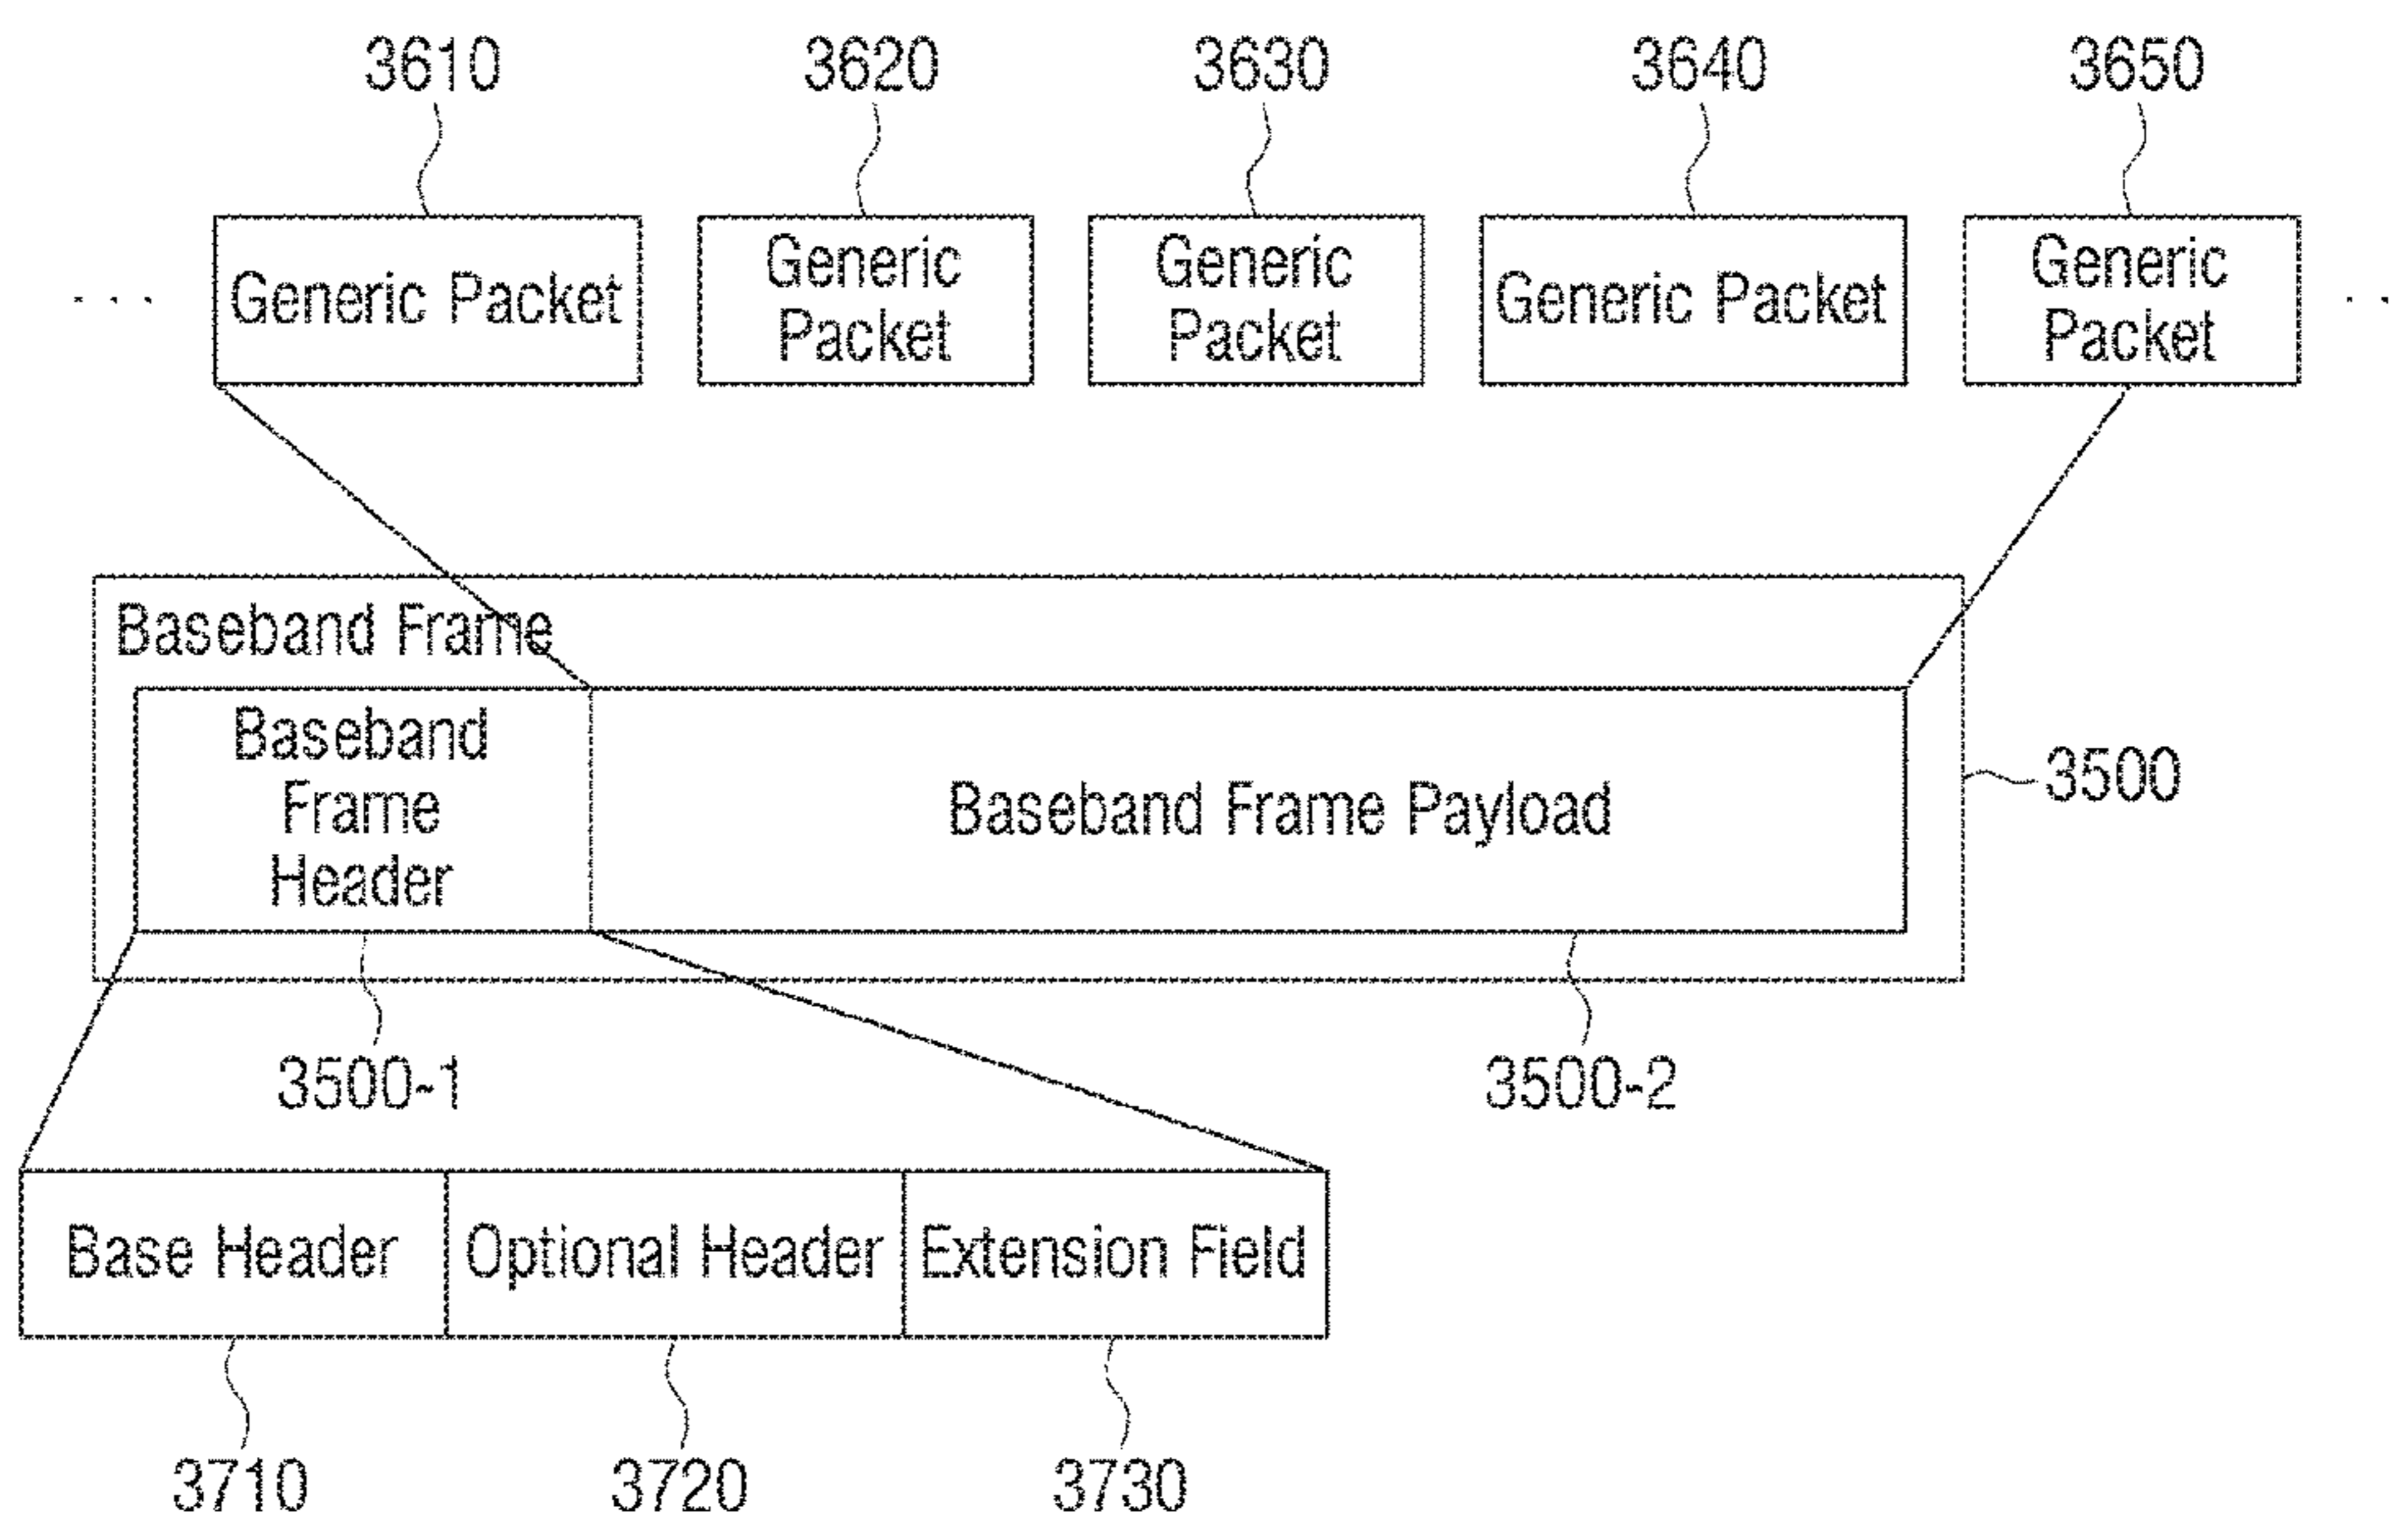 3610 3620 3630 3640 3650
Generic Packet
Generic
Packet
Generic
Packet
Generic Packet
Generic
Packet
Baseband Frame
Baseband
Frame
Header
Baseband Frame Payload
3500
3500-1
3500-2
Base Header
Optional Header
Extension Field
3710 3720 3730